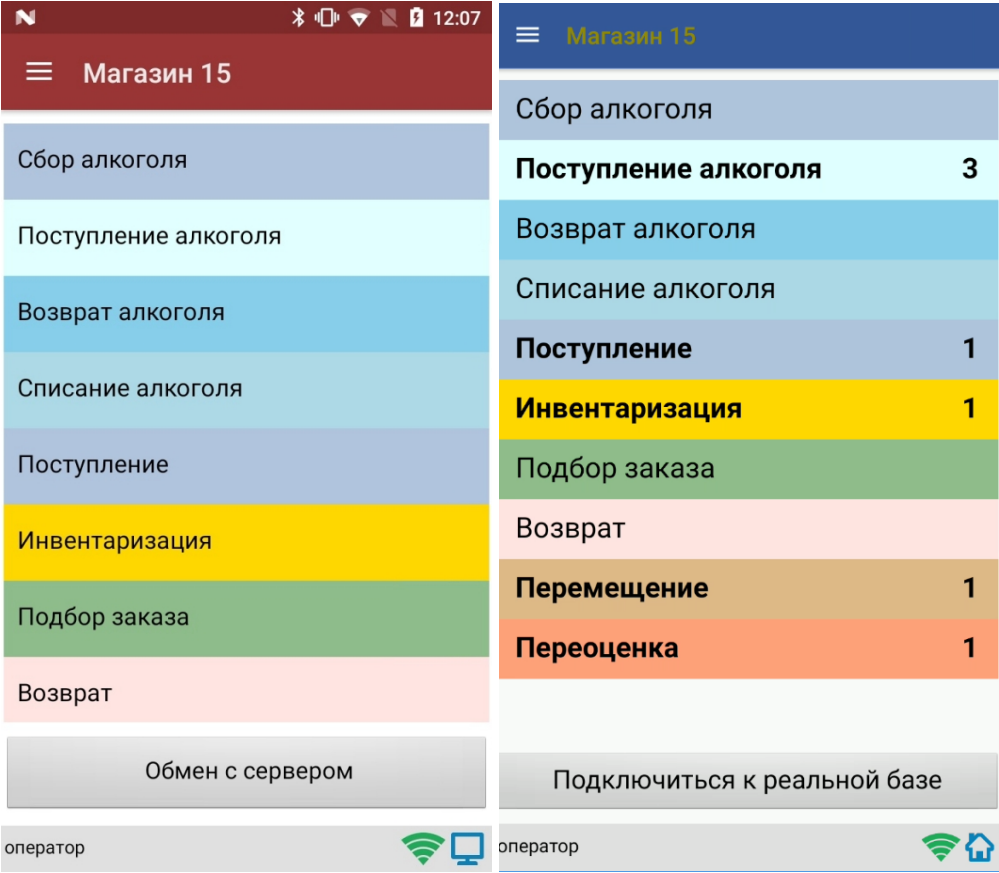 12:07
Магазин 15
Сбор алкоголя
Поступление алкоголя
Возврат алкоголя
Списание алкоголя
Поступление
Инвентаризация
Подбор заказа
Возврат
Обмен с сервером
оператор
Магазин 15
Сбор алкоголя
Поступление алкоголя 3
Возврат алкоголя
Списание алкоголя
Поступление 1
Инвентаризация 1
Подбор заказа
Возврат
Перемещение 1
Переоценка 1
Подключиться к реальной базе
оператор